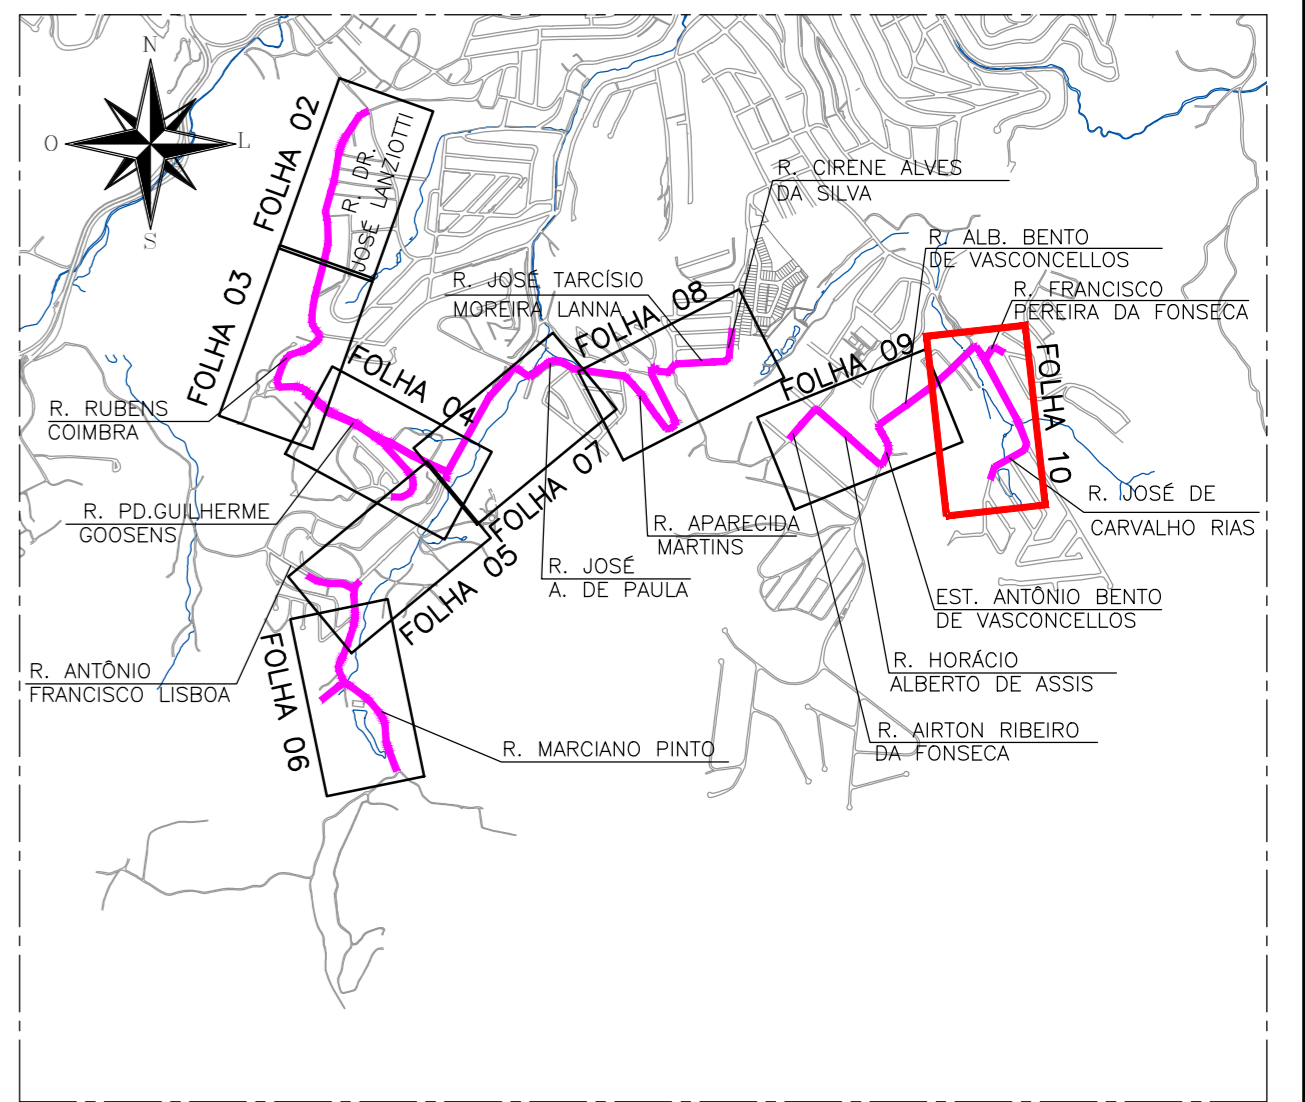 N
O
L
S
FOLHA 02
R. DR.
JOSÉ LANZIOTTI
FOLHA 03
R. CIRENE ALVES
DA SILVA
R. ALB. BENTO
DE VASCONCELLOS
R. JOSÉ TARCÍSIO
MOREIRA LANNA
FOLHA 08
R. FRANCISCO
PEREIRA DA FONSECA
FOLHA 04
FOLHA 09
FOLHA 10
R. RUBENS
COIMBRA
R. PD.GUILHERME
GOOSENS
FOLHA 07
FOLHA 05
R. APARECIDA
MARTINS
R. JOSÉ DE
CARVALHO RIAS
R. JOSÉ
A. DE PAULA
EST. ANTÔNIO BENTO
DE VASCONCELLOS
R. ANTÔNIO
FRANCISCO LISBOA
FOLHA 06
R. HORÁCIO
ALBERTO DE ASSIS
R. AIRTON RIBEIRO
DA FONSECA
R. MARCIANO PINTO